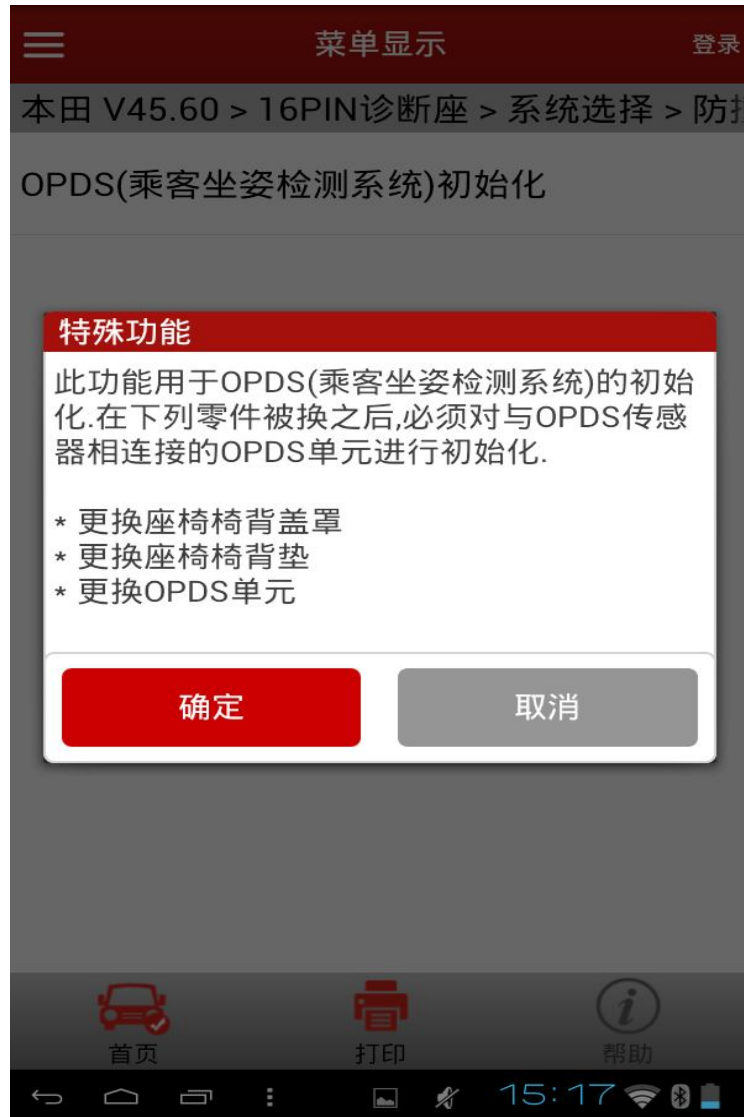 菜单显示
登录
本田 V45.60 > 16PIN诊断座 > 系统选择 > 防
OPDS(乘客坐姿检测系统)初始化
特殊功能
此功能用于OPDS(乘客坐姿检测系统)的初始
化.在下列零件被换之后,必须对与OPDS传感
器相连接的OPDS单元进行初始化.
* 更换座椅椅背盖罩
* 更换座椅椅背垫
* 更换OPDS单元
确定
取消
首页
打印
帮助
15:17